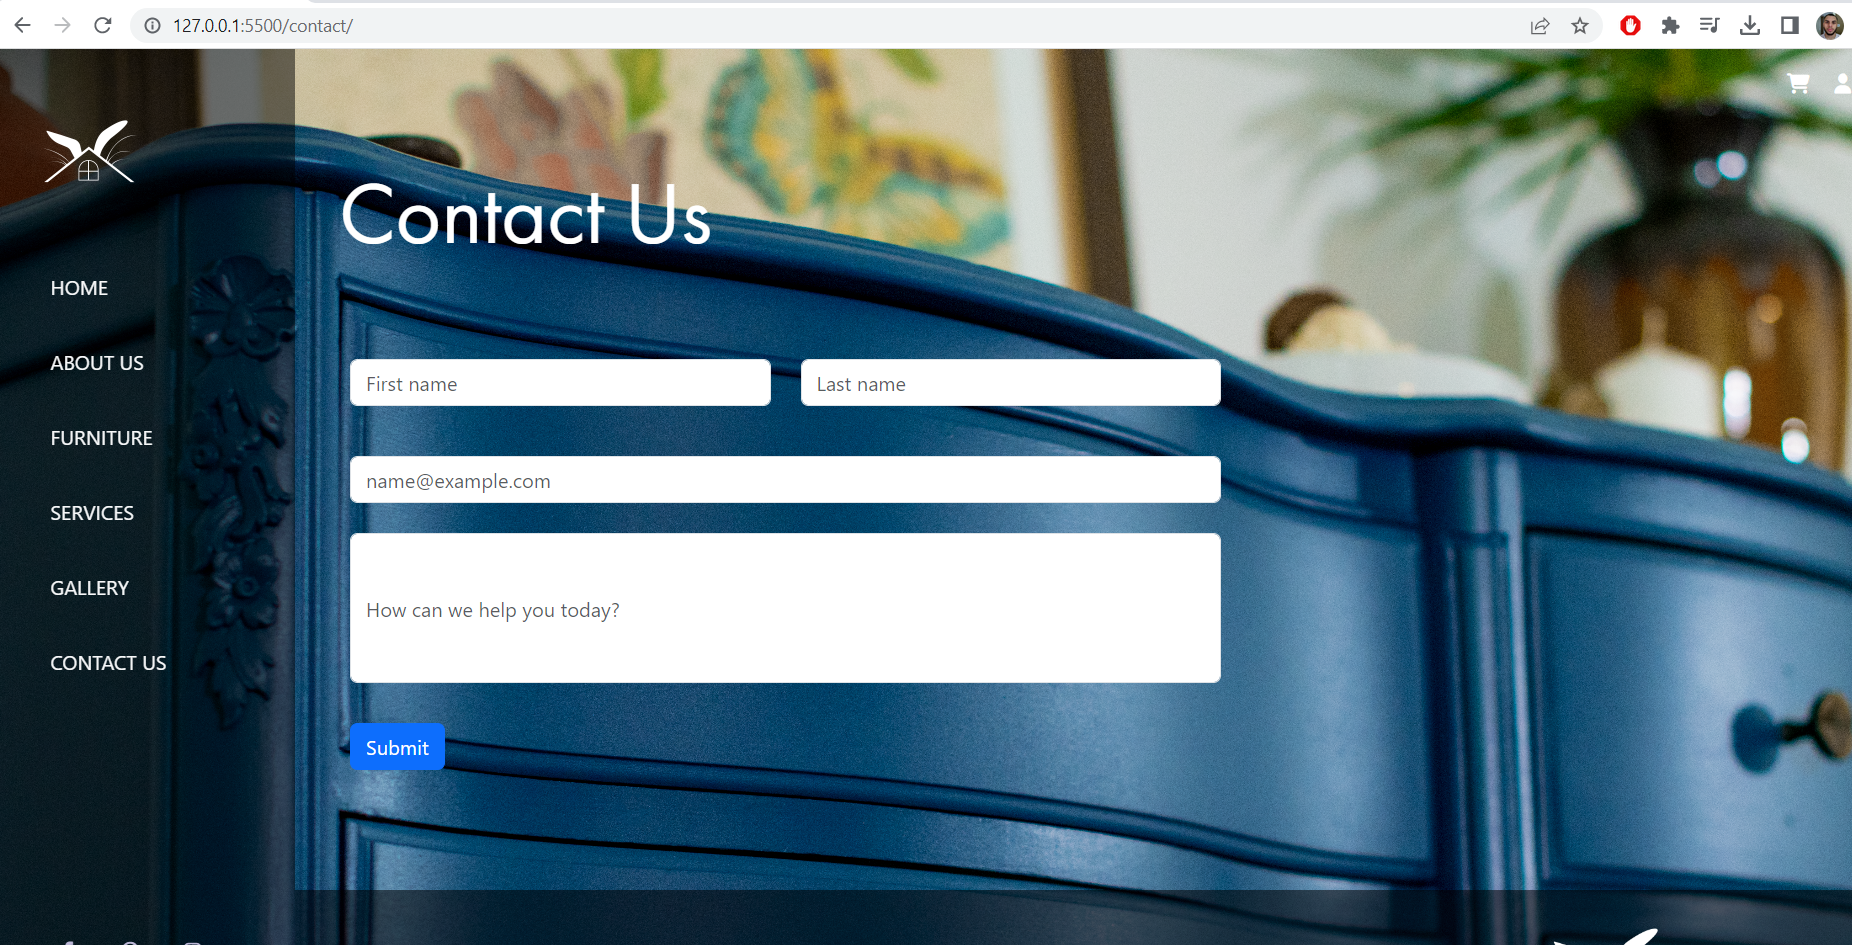 127.0.0.1:5500/contact/
Contact Us
HOME
ABOUT US
FURNITURE
SERVICES
GALLERY
CONTACT US
First name
Last name
name@example.com
How can we help you today?
Submit